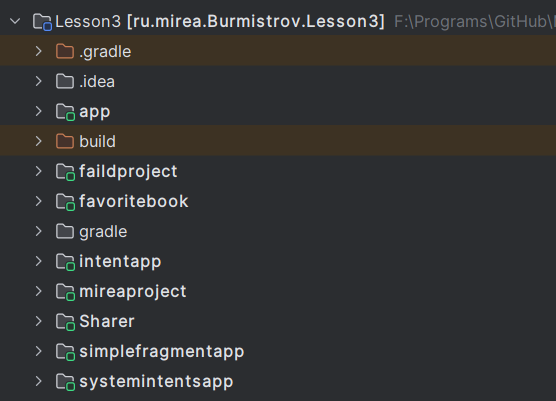 Lesson3 [ru.mirea.Burmistrov.Lesson3] F:\Programs\GitHub\
.gradle
.idea
app
build
faildproject
favoritebook
gradle
intentapp
mireaproject
Sharer
simplefragmentapp
systemintentsapp